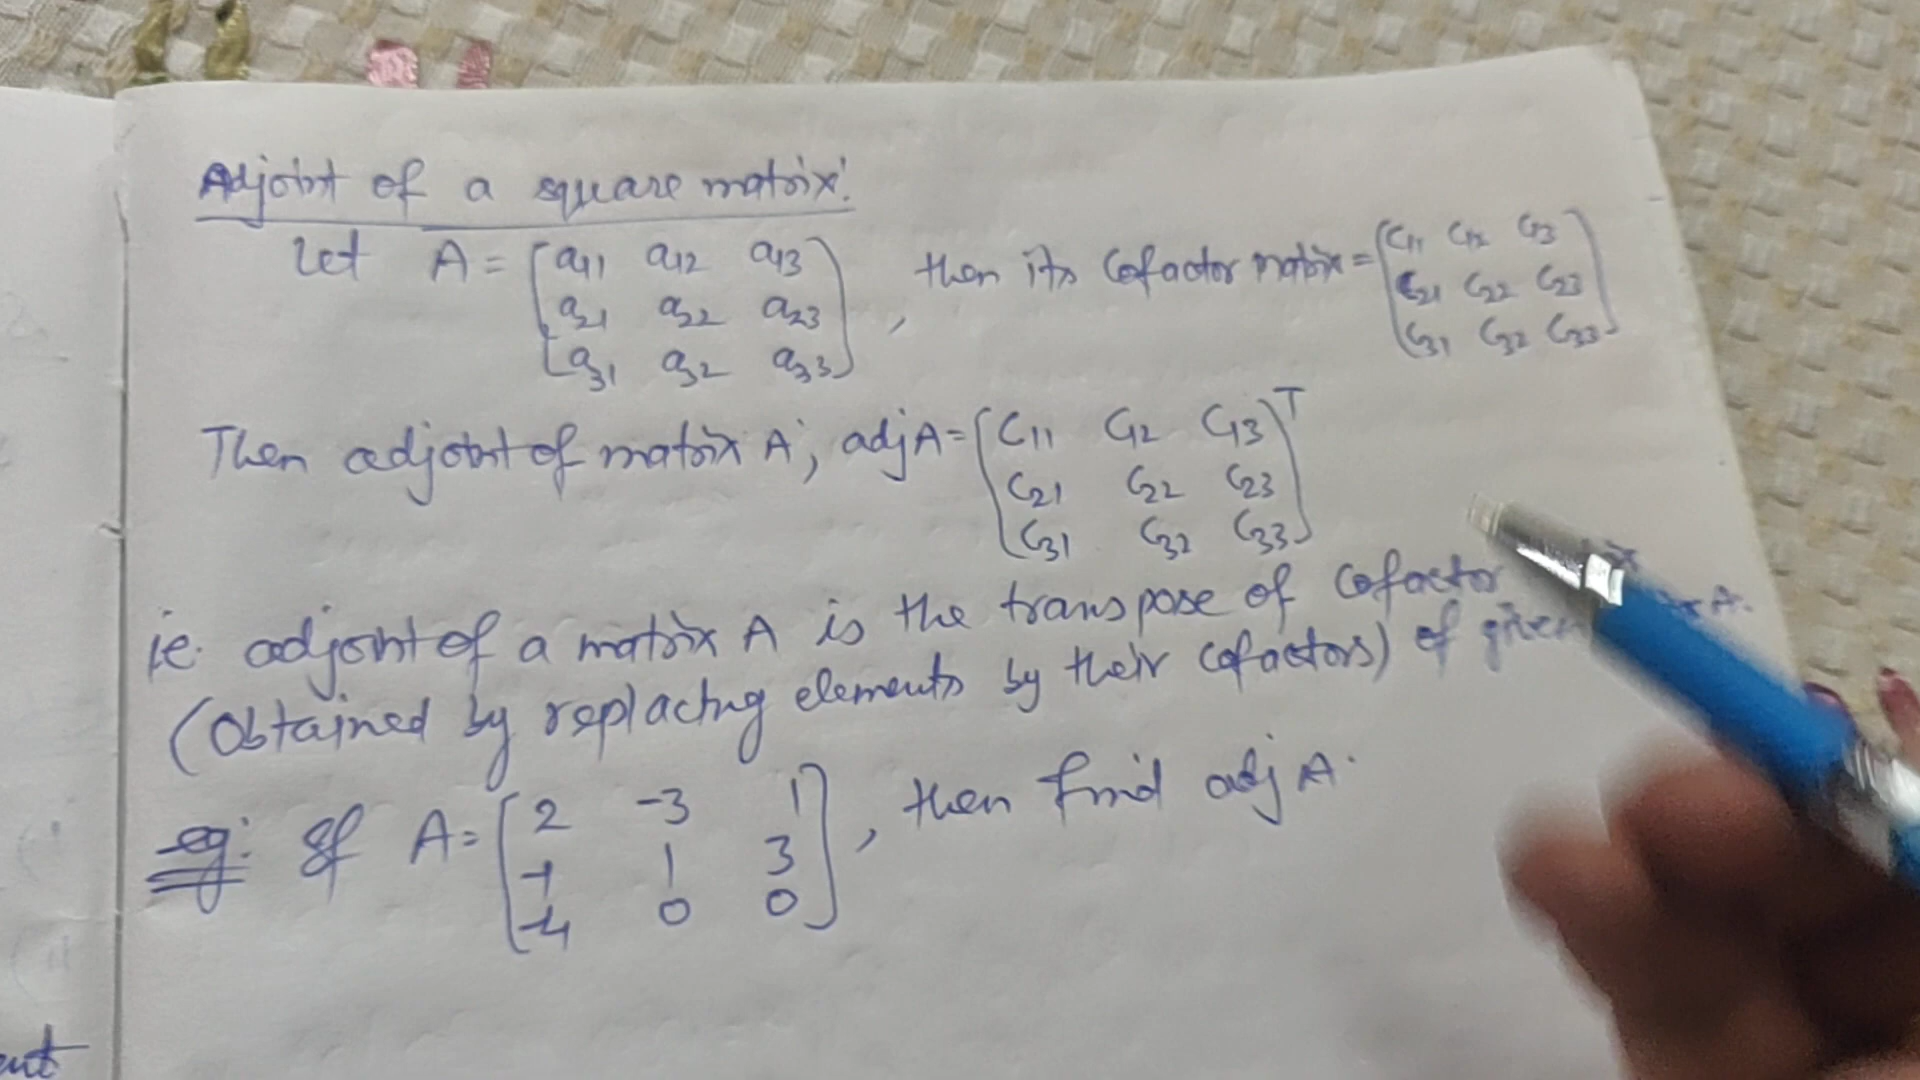 Adjoint of a square matrix:
Let A = [a11 a12 a13
a21 a22 a23
a31 a32 a33] , then its cofactor matrix = [C11 C12 C13
C21 C22 C23
C31 C32 C33]
Then adjoint of matrix A; adj A = [C11 C12 C13
C21 C22 C23
C31 C32 C33]T
ie. adjoint of a matrix A is the transpose of cofactor
(obtained by replacing elements by their cofactors) of given A.
eg: If A = [2 -3 1
-1 1 3
-4 0 0] , then find adj A.